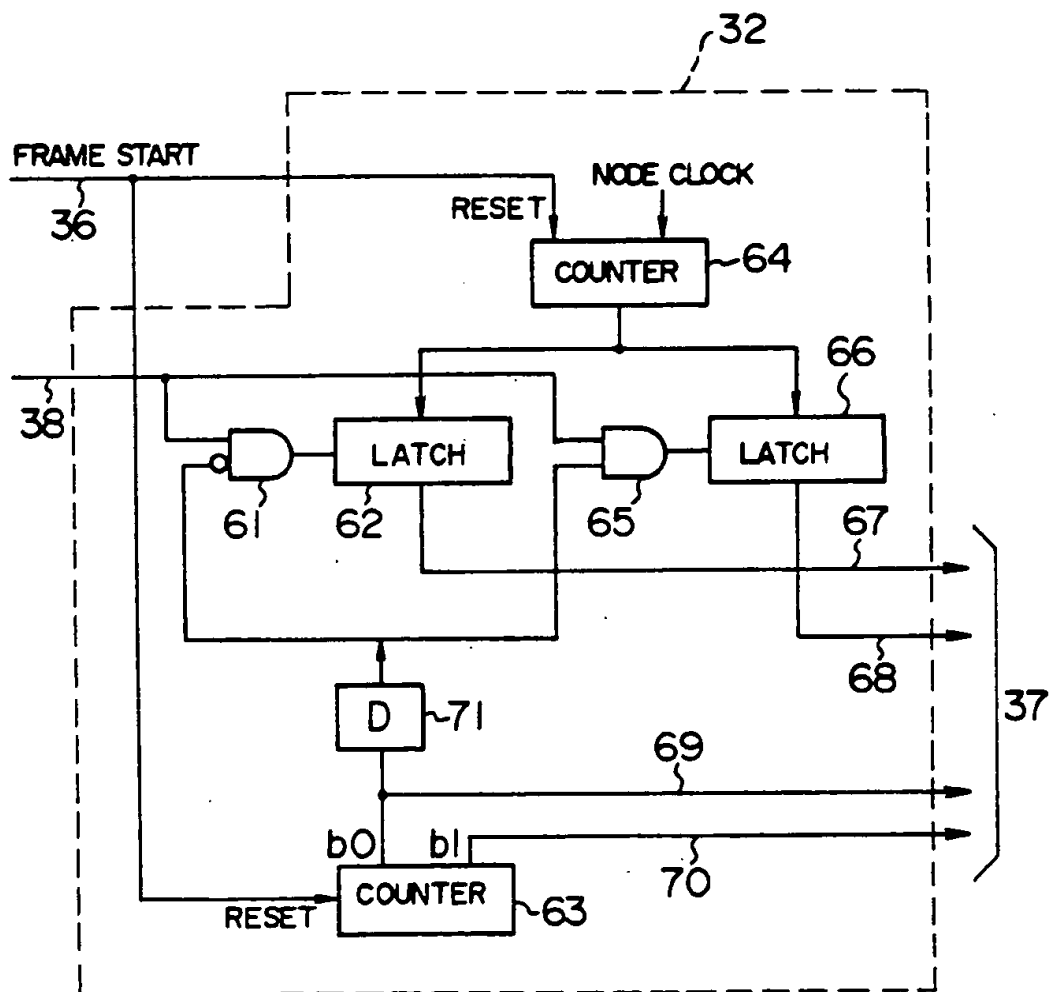 32
FRAME START
36
NODE CLOCK
RESET
COUNTER
64
66
38
LATCH
LATCH
61
62
65
67
68
37
D
71
69
b0
b1
70
COUNTER
63
RESET